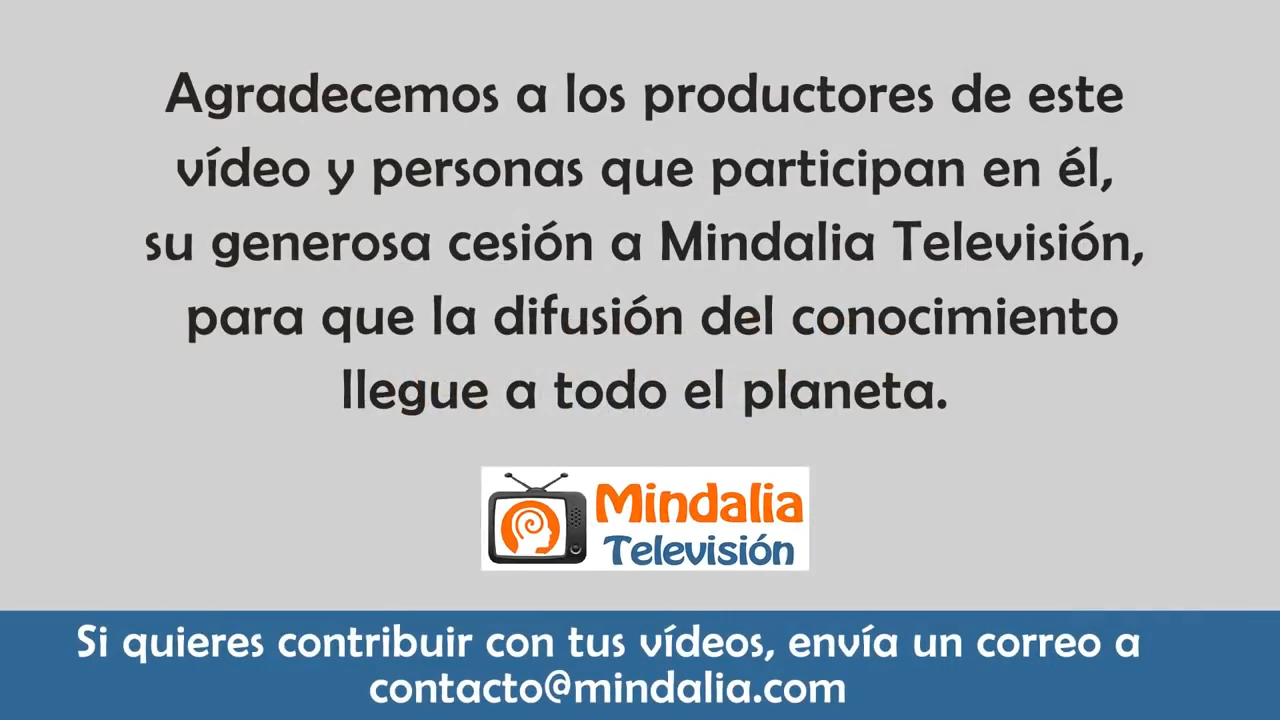 Agradecemos a los productores de este
vídeo y personas que participan en él,
su generosa cesión a Mindalia Televisión,
para que la difusión del conocimiento
llegue a todo el planeta.
Mindalia
Televisión
Si quieres contribuir con tus vídeos, envía un correo a
contacto@mindalia.com